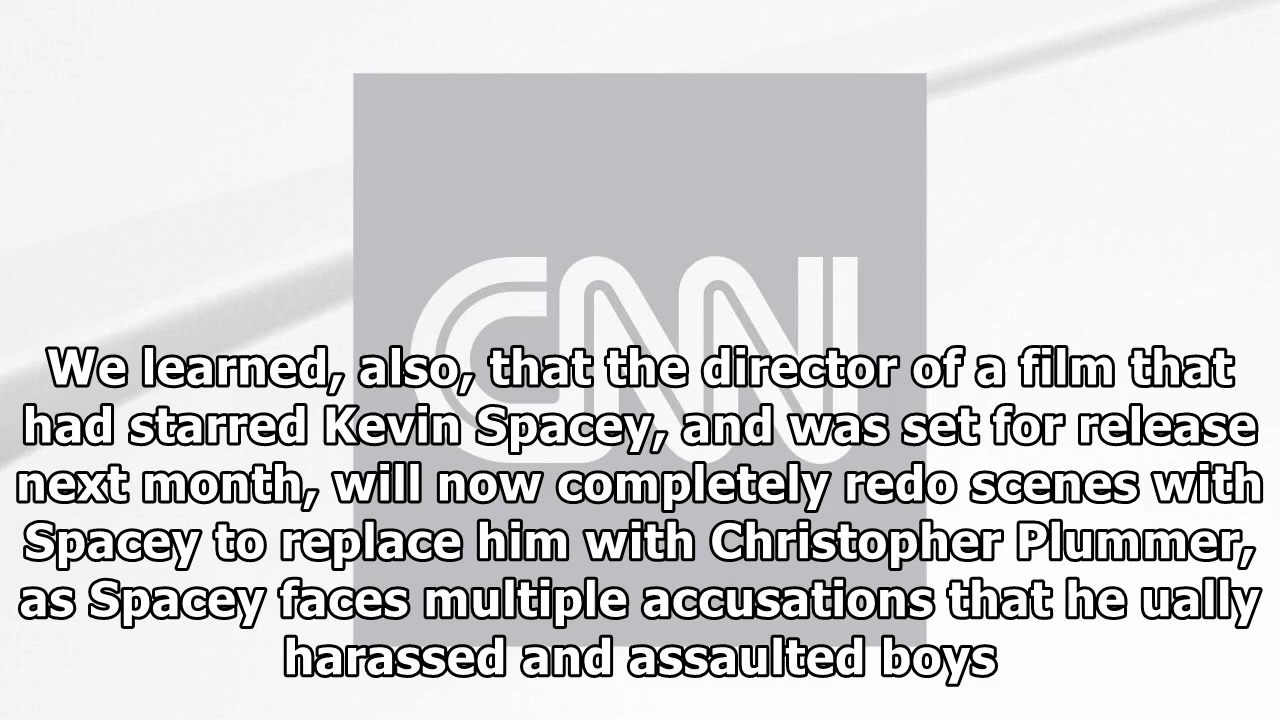 CNN
We learned, also, that the director of a film that
had starred Kevin Spacey, and was set for release
next month, will now completely redo scenes with
Spacey to replace him with Christopher Plummer,
as Spacey faces multiple accusations that he ually
harassed and assaulted boys